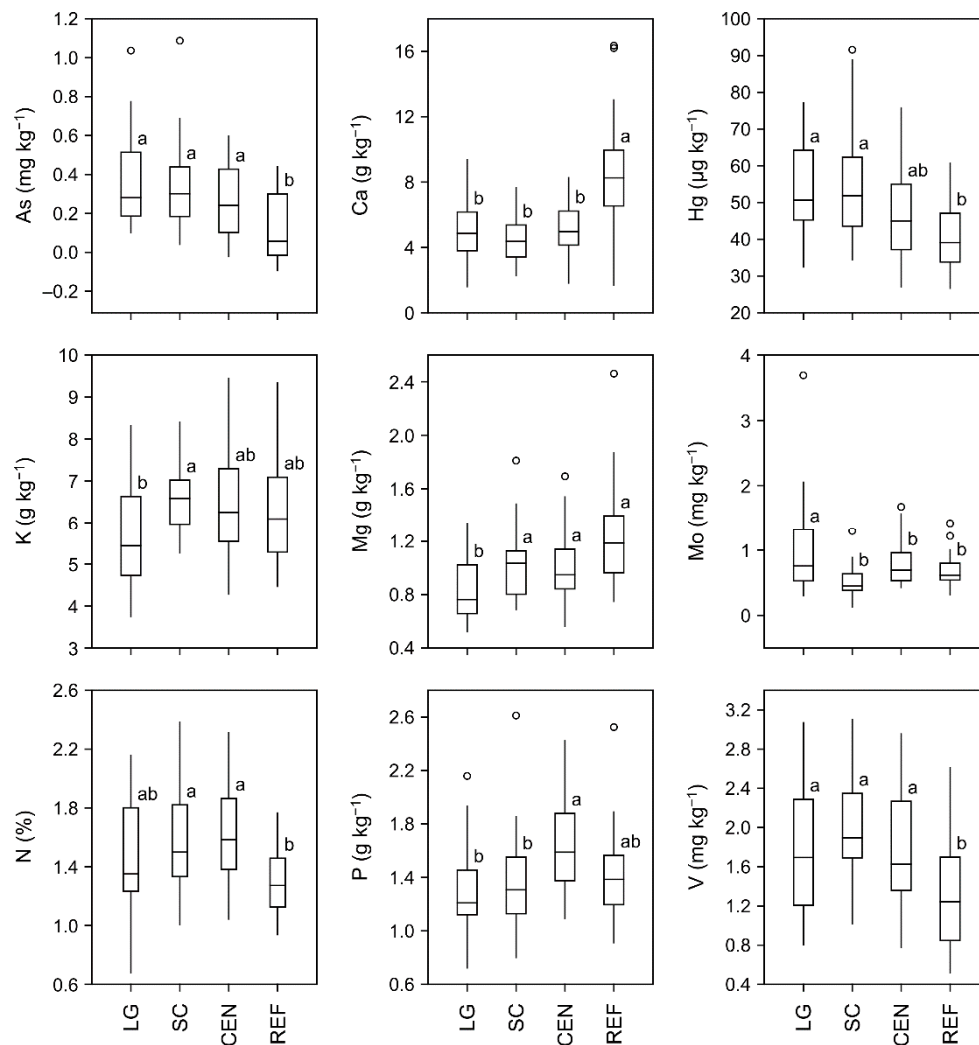 As (mg kg⁻¹)
1.2
1.0
0.8
0.6
0.4
0.2
0.0
–0.2
a
a
a
b
Ca (g kg⁻¹)
16
12
8
4
0
b
b
b
a
Hg (µg kg⁻¹)
100
90
80
70
60
50
40
30
20
a
a
ab
b
K (g kg⁻¹)
10
9
8
7
6
5
4
3
b
a
ab
ab
Mg (g kg⁻¹)
2.4
2.0
1.6
1.2
0.8
0.4
b
a
a
a
Mo (mg kg⁻¹)
4
3
2
1
0
a
b
b
b
N (%)
2.6
2.2
1.8
1.4
1.0
0.6
ab
a
a
b
LG
SC
CEN
REF
P (g kg⁻¹)
2.6
2.2
1.8
1.4
1.0
0.6
b
b
a
ab
LG
SC
CEN
REF
V (mg kg⁻¹)
3.2
2.8
2.4
2.0
1.6
1.2
0.8
0.4
a
a
a
b
LG
SC
CEN
REF